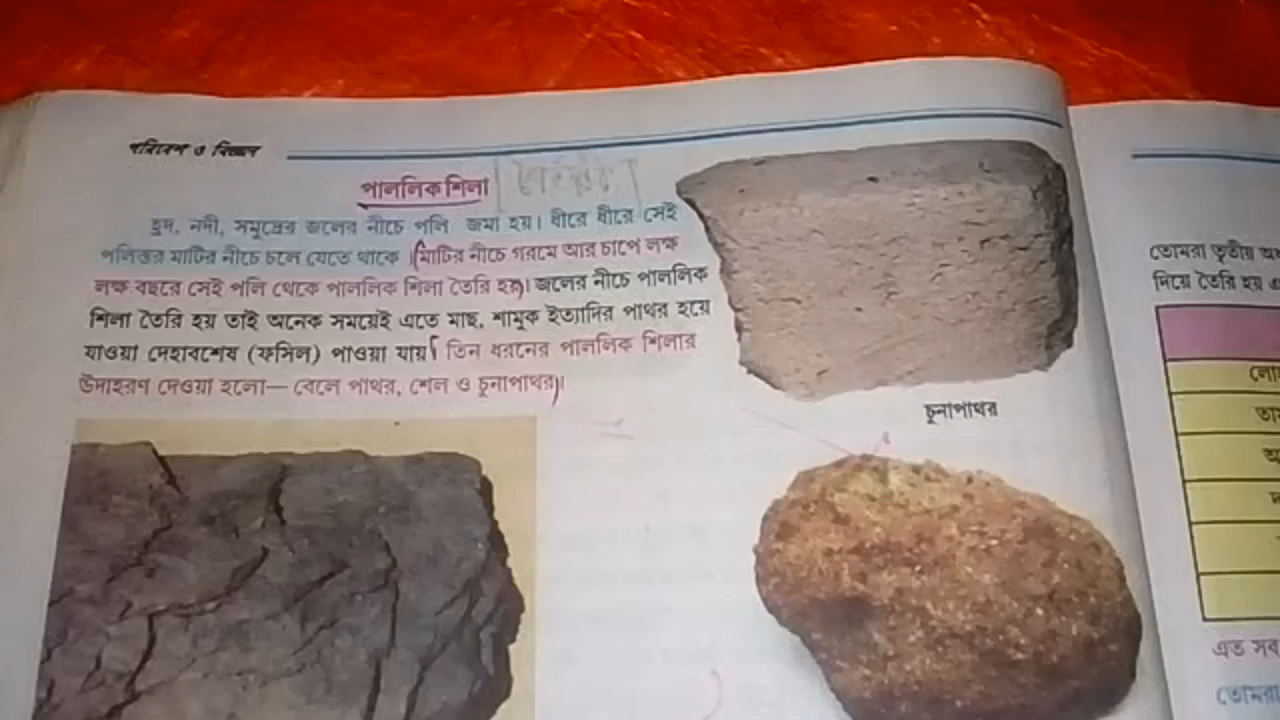 পরিবেশ ও বিজ্ঞান
পাললিক শিলা
হ্রদ, নদী, সমুদ্রের জলের নীচে পলি জমা হয়। ধীরে ধীরে সেই
পলিস্তর মাটির নীচে চলে যেতে থাকে। (মাটির নীচে গরমে আর চাপে লক্ষ
লক্ষ বছরে সেই পলি থেকে পাললিক শিলা তৈরি হয়)। জলের নীচে পাললিক
শিলা তৈরি হয় তাই অনেক সময়েই এতে মাছ, শামুক ইত্যাদির পাথর হয়ে
যাওয়া দেহাবশেষ (ফসিল) পাওয়া যায়। তিন ধরনের পাললিক শিলার
উদাহরণ দেওয়া হলো— বেলে পাথর, শেল ও চুনাপাথর)।
চুনাপাথর
তোমরা তৃতীয়
দিয়ে তৈরি হয়
এত সব
তোমরা